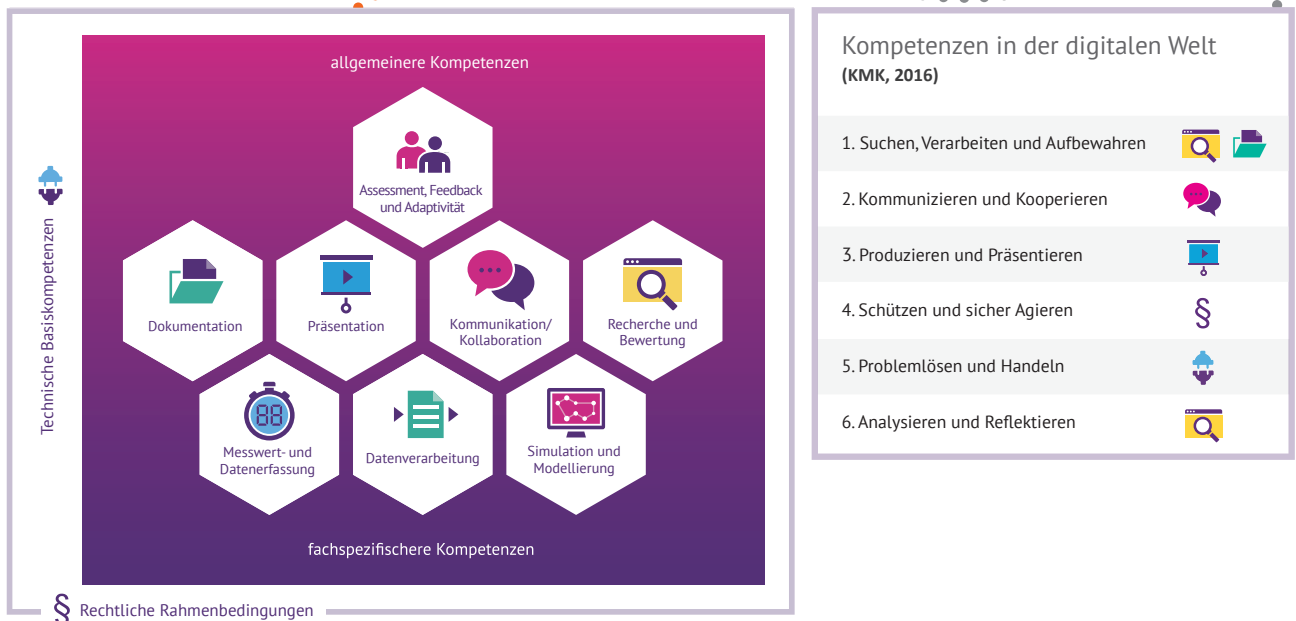 allgemeinere Kompetenzen
Assessment, Feedback
und Adaptivität
Dokumentation
Präsentation
Kommunikation/
Kollaboration
Recherche und
Bewertung
88
Messwert- und
Datenerfassung
Datenverarbeitung
Simulation und
Modellierung
fachspezifischere Kompetenzen
Technische Basiskompetenzen
§ Rechtliche Rahmenbedingungen
Kompetenzen in der digitalen Welt
(KMK, 2016)
1. Suchen, Verarbeiten und Aufbewahren
2. Kommunizieren und Kooperieren
3. Produzieren und Präsentieren
4. Schützen und sicher Agieren §
5. Problemlösen und Handeln
6. Analysieren und Reflektieren